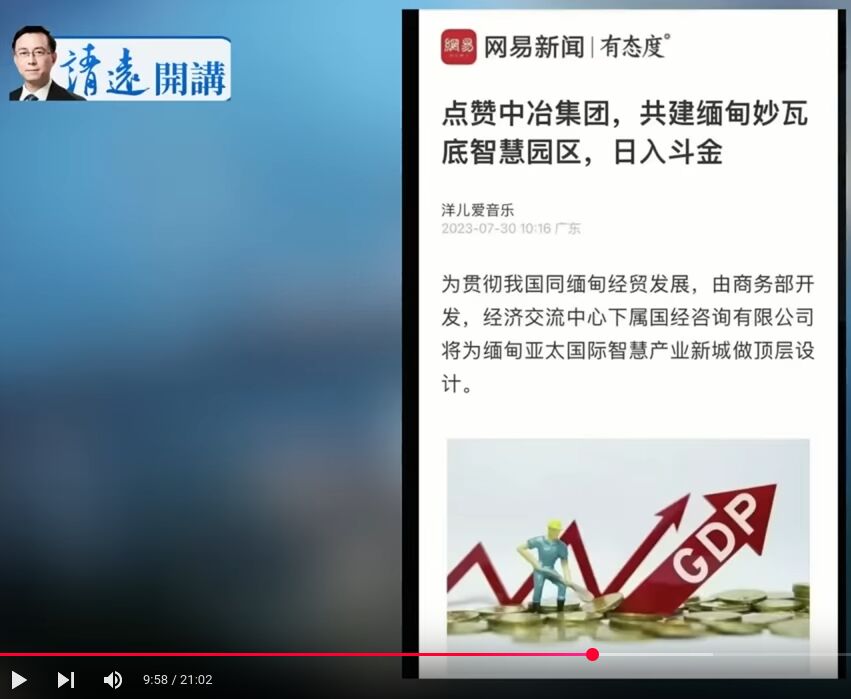 靖遠開講
網易
网易新闻|有态度°
点赞中冶集团，共建缅甸妙瓦
底智慧园区，日入斗金
洋儿爱音乐
2023-07-30 10:16 广东
为贯彻我国同缅甸经贸发展，由商务部开
发，经济交流中心下属国经咨询有限公司
将为缅甸亚太国际智慧产业新城做顶层设
计。
GDP
9:58 / 21:02